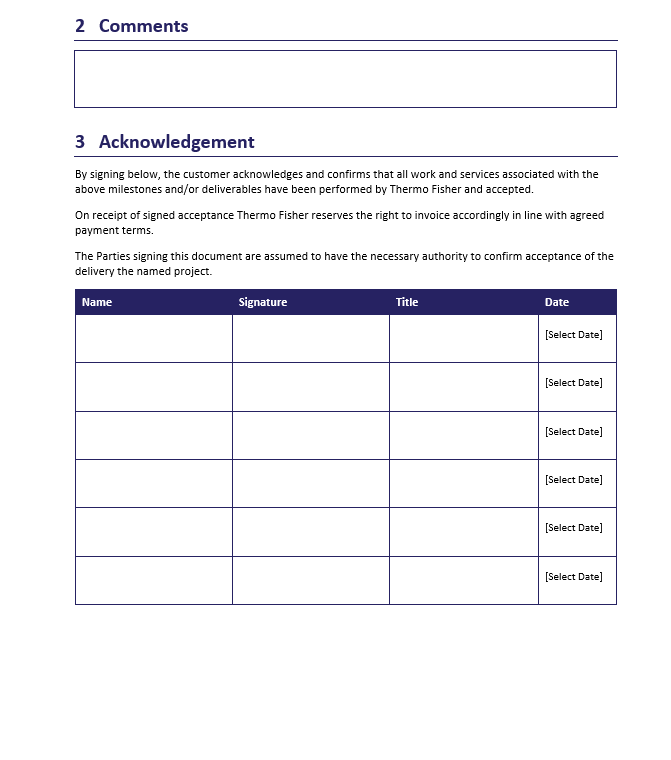 2 Comments
3 Acknowledgement
By signing below, the customer acknowledges and confirms that all work and services associated with the
above milestones and/or deliverables have been performed by Thermo Fisher and accepted.
On receipt of signed acceptance Thermo Fisher reserves the right to invoice accordingly in line with agreed
payment terms.
The Parties signing this document are assumed to have the necessary authority to confirm acceptance of the
delivery the named project.
Name Signature Title Date
[Select Date]
[Select Date]
[Select Date]
[Select Date]
[Select Date]
[Select Date]